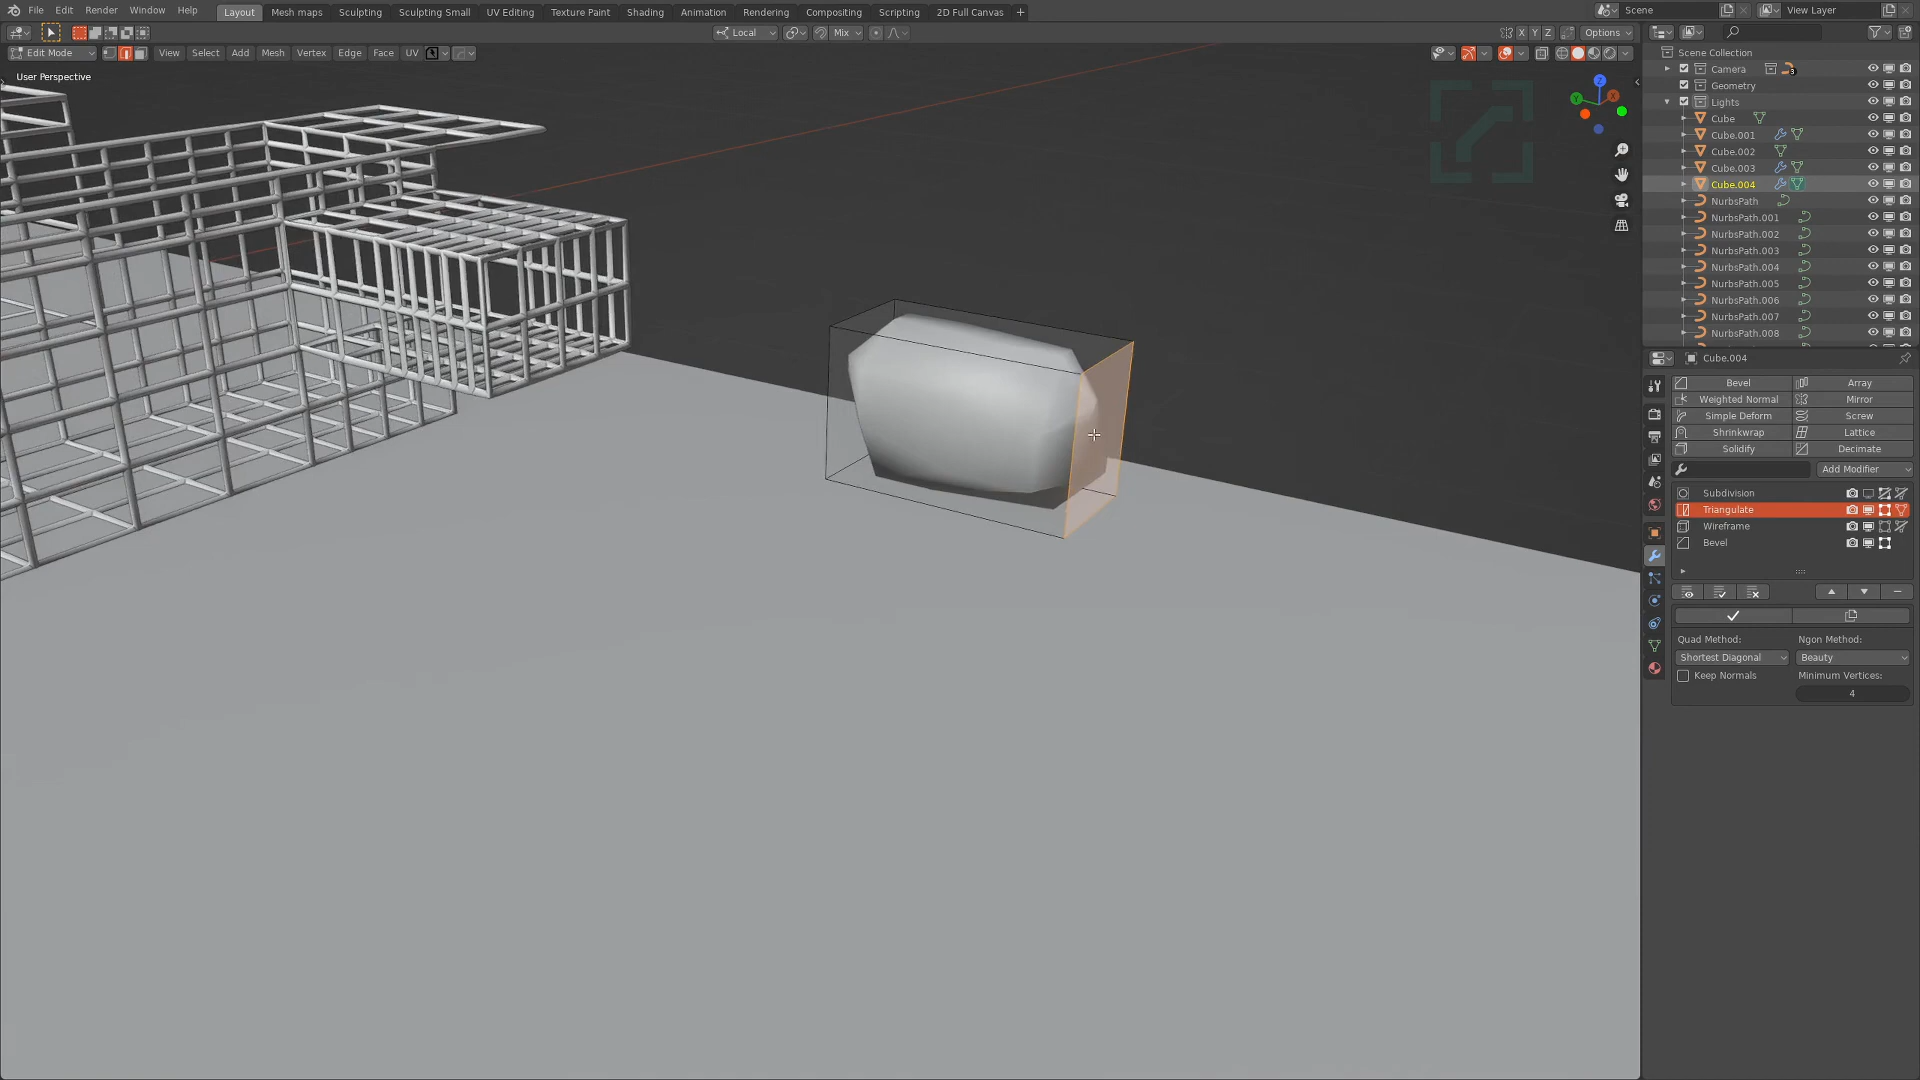 File Edit Render Window Help Layout Mesh maps Sculpting Sculpting Small UV Editing Texture Paint Shading Animation Rendering Compositing Scripting 2D Full Canvas + Scene View Layer
Local Mix X Y Z Options
Edit Mode View Select Add Mesh Vertex Edge Face UV
User Perspective
Z
Y X
Scene Collection
Camera 3
Geometry
Lights
Cube
Cube.001
Cube.002
Cube.003
Cube.004
NurbsPath
NurbsPath.001
NurbsPath.002
NurbsPath.003
NurbsPath.004
NurbsPath.005
NurbsPath.006
NurbsPath.007
NurbsPath.008
Cube.004
Bevel Array
Weighted Normal Mirror
Simple Deform Screw
Shrinkwrap Lattice
Solidify Decimate
Add Modifier
Subdivision
Triangulate
Wireframe
Bevel
Quad Method: Ngon Method:
Shortest Diagonal Beauty
Keep Normals Minimum Vertices:
4